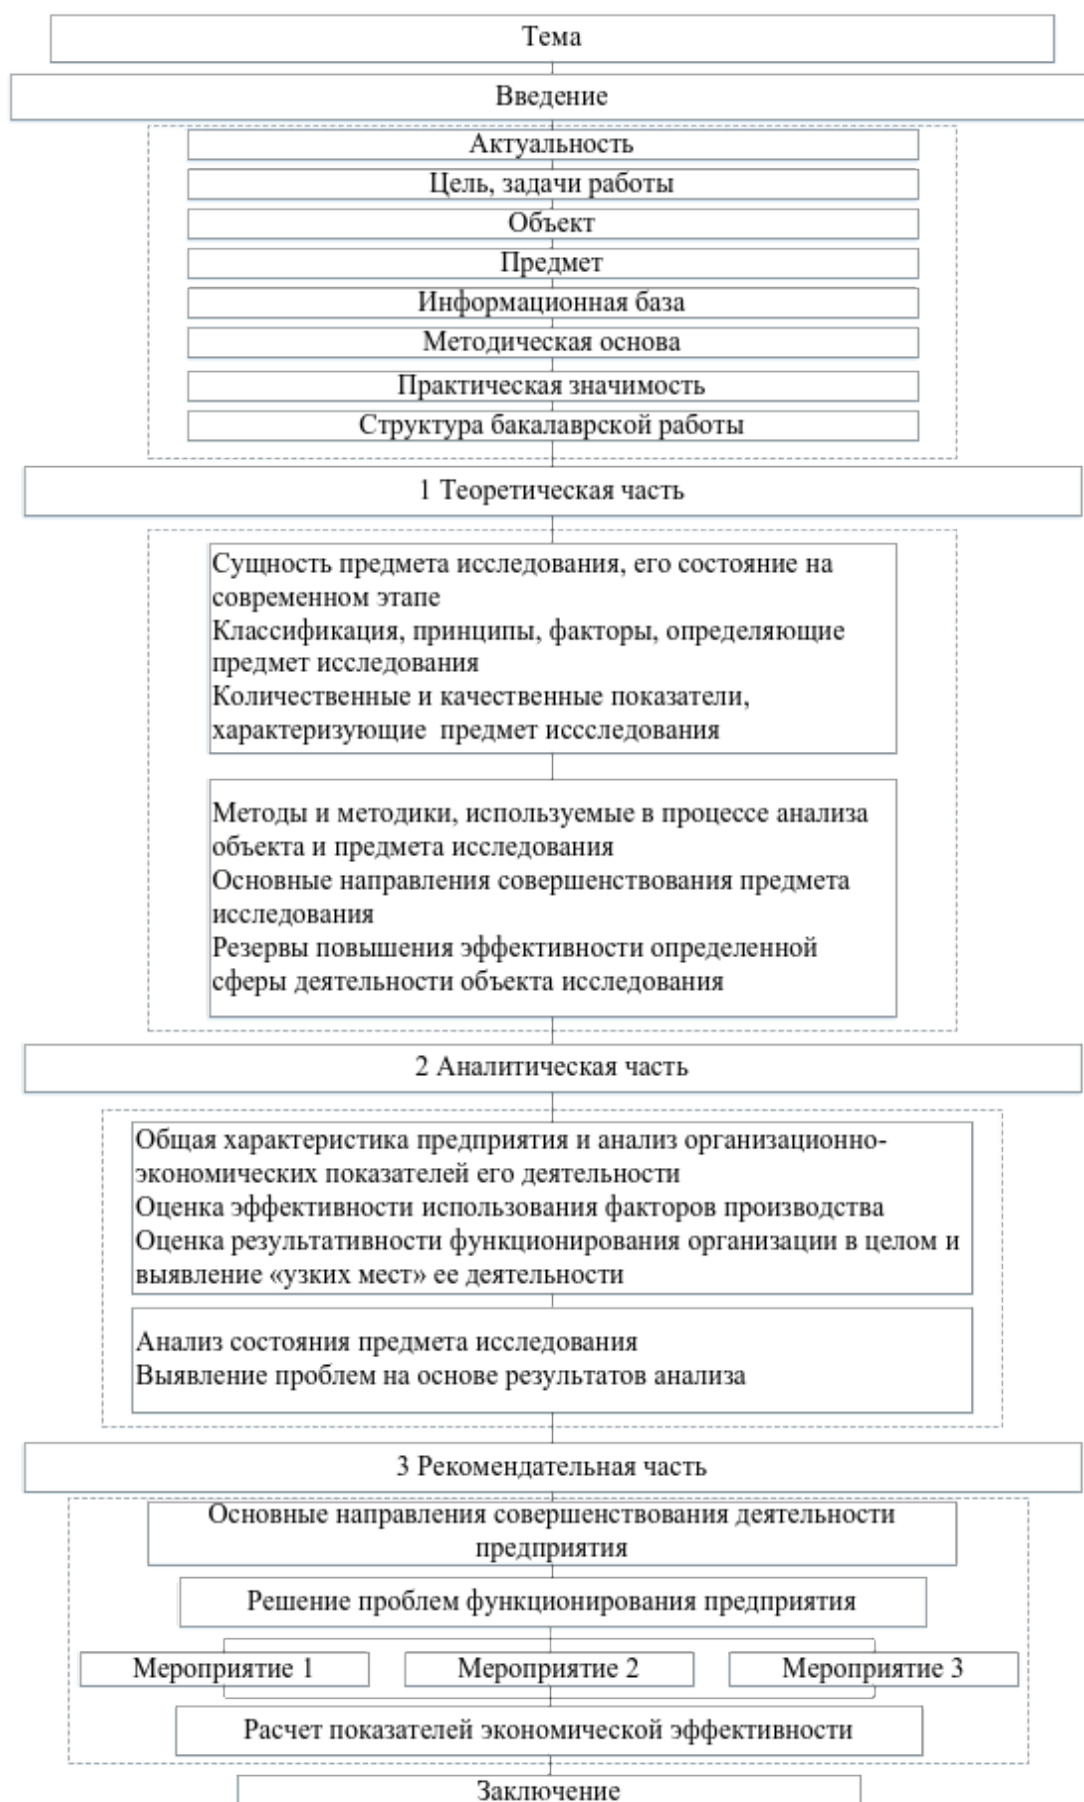 Тема
Введение
Актуальность
Цель, задачи работы
Объект
Предмет
Информационная база
Методическая основа
Практическая значимость
Структура бакалаврской работы
1 Теоретическая часть
Сущность предмета исследования, его состояние на
современном этапе
Классификация, принципы, факторы, определяющие
предмет исследования
Количественные и качественные показатели,
характеризующие предмет иссследования
Методы и методики, используемые в процессе анализа
объекта и предмета исследования
Основные направления совершенствования предмета
исследования
Резервы повышения эффективности определенной
сферы деятельности объекта исследования
2 Аналитическая часть
Общая характеристика предприятия и анализ организационно-
экономических показателей его деятельности
Оценка эффективности использования факторов производства
Оценка результативности функционирования организации в целом и
выявление «узких мест» ее деятельности
Анализ состояния предмета исследования
Выявление проблем на основе результатов анализа
3 Рекомендательная часть
Основные направления совершенствования деятельности
предприятия
Решение проблем функционирования предприятия
Мероприятие 1 Мероприятие 2 Мероприятие 3
Расчет показателей экономической эффективности
Заключение